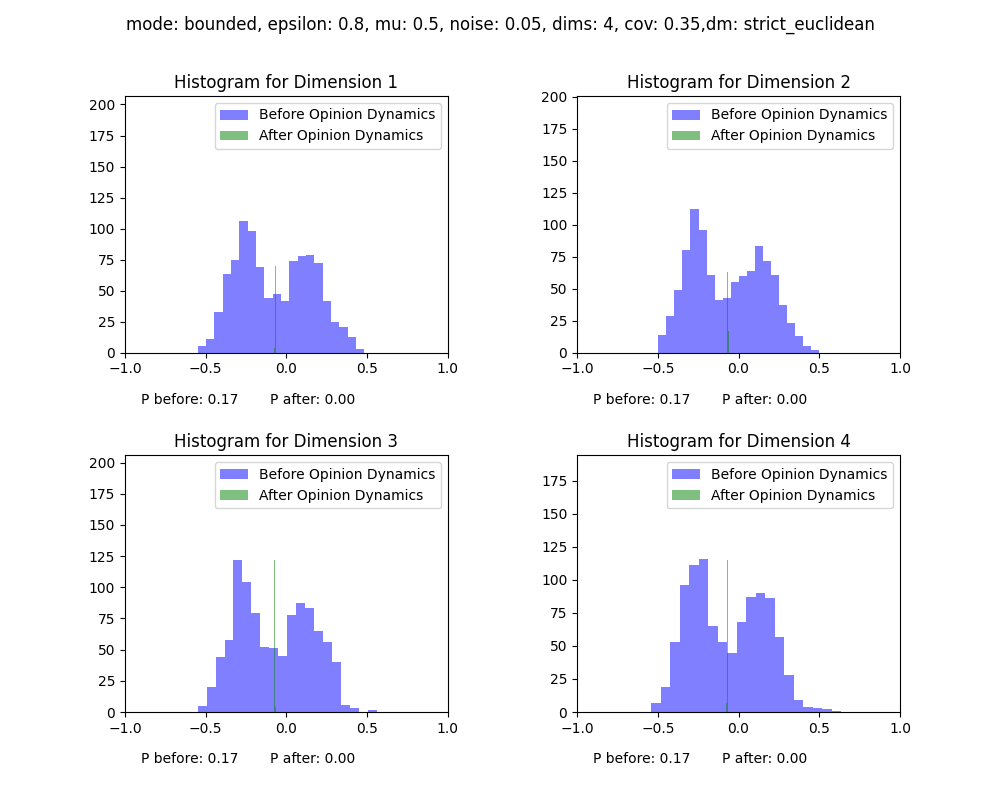 mode: bounded, epsilon: 0.8, mu: 0.5, noise: 0.05, dims: 4, cov: 0.35,dm: strict_euclidean
Histogram for Dimension 1
Before Opinion Dynamics
After Opinion Dynamics
200
175
150
125
100
75
50
25
0
−1.0 −0.5 0.0 0.5 1.0
P before: 0.17 P after: 0.00
Histogram for Dimension 2
Before Opinion Dynamics
After Opinion Dynamics
200
175
150
125
100
75
50
25
0
−1.0 −0.5 0.0 0.5 1.0
P before: 0.17 P after: 0.00
Histogram for Dimension 3
Before Opinion Dynamics
After Opinion Dynamics
200
175
150
125
100
75
50
25
0
−1.0 −0.5 0.0 0.5 1.0
P before: 0.17 P after: 0.00
Histogram for Dimension 4
Before Opinion Dynamics
After Opinion Dynamics
175
150
125
100
75
50
25
0
−1.0 −0.5 0.0 0.5 1.0
P before: 0.17 P after: 0.00